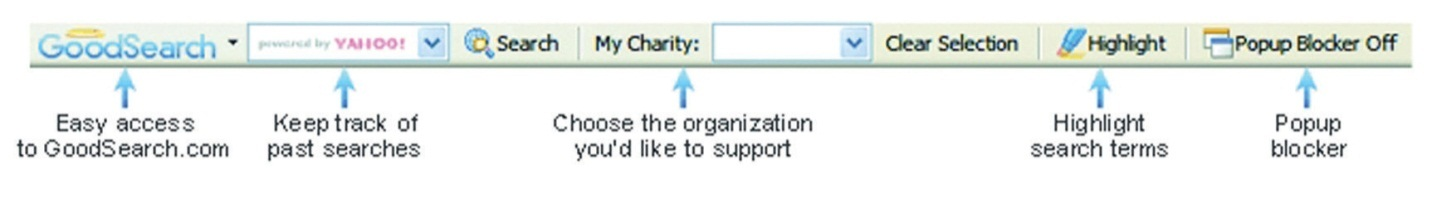 GoodSearch powered by YAHOO! Search My Charity: Clear Selection Highlight Popup Blocker Off
Easy access
to GoodSearch.com
Keep track of
past searches
Choose the organization
you'd like to support
Highlight
search terms
Popup
blocker